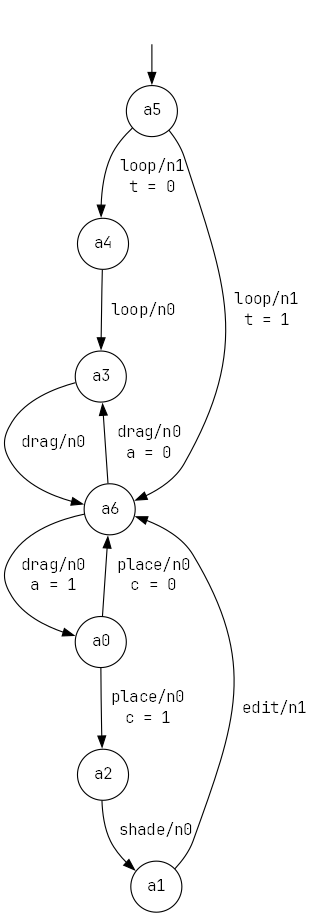 a5
loop/n1
t = 0
a4
loop/n1
t = 1
loop/n0
a3
drag/n0
drag/n0
a = 0
a6
drag/n0
a = 1
place/n0
c = 0
a0
place/n0
c = 1
edit/n1
a2
shade/n0
a1